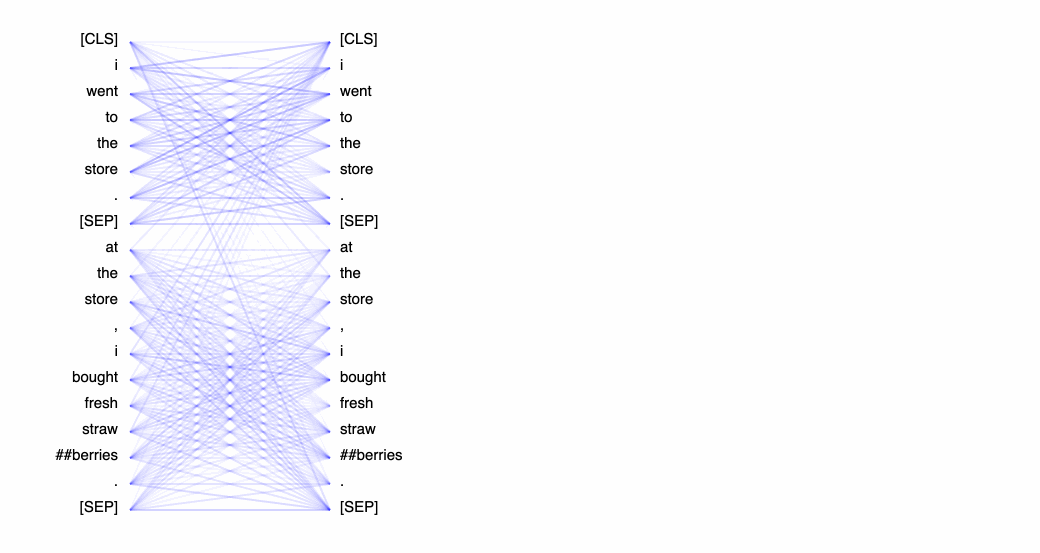 [CLS] [CLS]
i i
went went
to to
the the
store store
. .
[SEP] [SEP]
at at
the the
store store
, ,
i i
bought bought
fresh fresh
straw straw
##berries ##berries
. .
[SEP] [SEP]